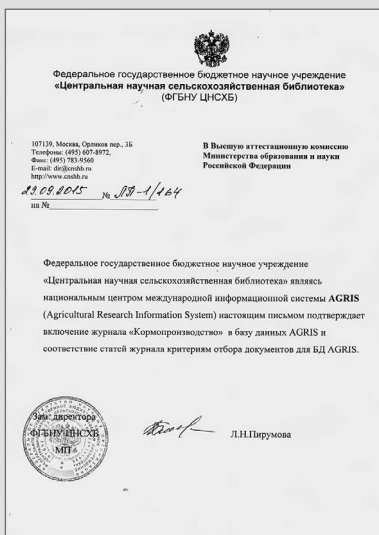 Федеральное государственное бюджетное научное учреждение
«Центральная научная сельскохозяйственная библиотека»
(ФГБНУ ЦНСХБ)
107139, Москва, Орликов пер., 3Б
Телефоны: (495) 607-8972,
Факс: (495) 783-9560
E-mail: dir@cnshb.ru
http://www.cnshb.ru
29.09.2015 № ЛП-1/164
на №
В Высшую аттестационную комиссию
Министерства образования и науки
Российской Федерации
Федеральное государственное бюджетное научное учреждение
«Центральная научная сельскохозяйственная библиотека» являясь
национальным центром международной информационной системы AGRIS
(Agricultural Research Information System) настоящим письмом подтверждает
включение журнала «Кормопроизводство» в базу данных AGRIS и
соответствие статей журнала критериям отбора документов для БД AGRIS.
Зам. директора
ФГБНУ ЦНСХБ
МП
Л.Н.Пирумова